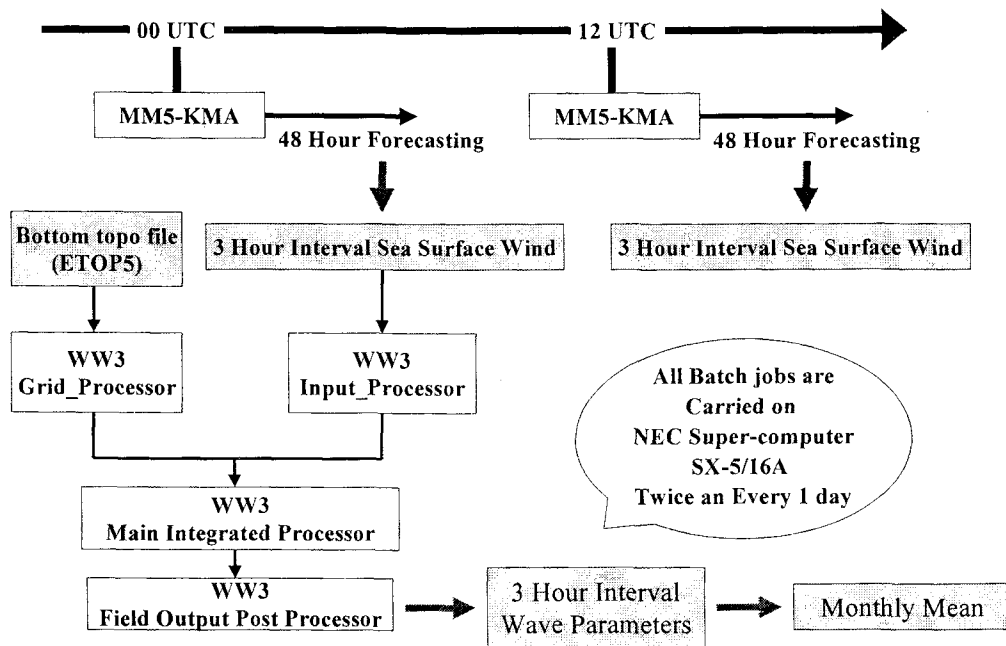 00 UTC
12 UTC
MM5-KMA
MM5-KMA
48 Hour Forecasting
48 Hour Forecasting
Bottom topo file
(ETOP5)
3 Hour Interval Sea Surface Wind
3 Hour Interval Sea Surface Wind
WW3
Grid_Processor
WW3
Input_Processor
All Batch jobs are
Carried on
NEC Super-computer
SX-5/16A
Twice an Every 1 day
WW3
Main Integrated Processor
WW3
Field Output Post Processor
3 Hour Interval
Wave Parameters
Monthly Mean